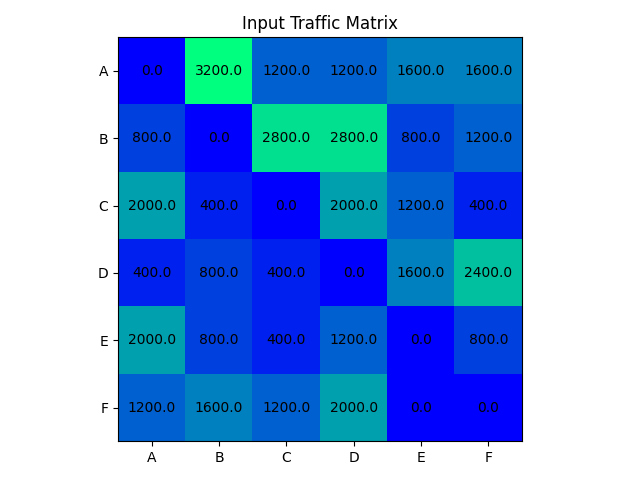 Input Traffic Matrix
A 0.0 3200.0 1200.0 1200.0 1600.0 1600.0
B 800.0 0.0 2800.0 2800.0 800.0 1200.0
C 2000.0 400.0 0.0 2000.0 1200.0 400.0
D 400.0 800.0 400.0 0.0 1600.0 2400.0
E 2000.0 800.0 400.0 1200.0 0.0 800.0
F 1200.0 1600.0 1200.0 2000.0 0.0 0.0
A B C D E F